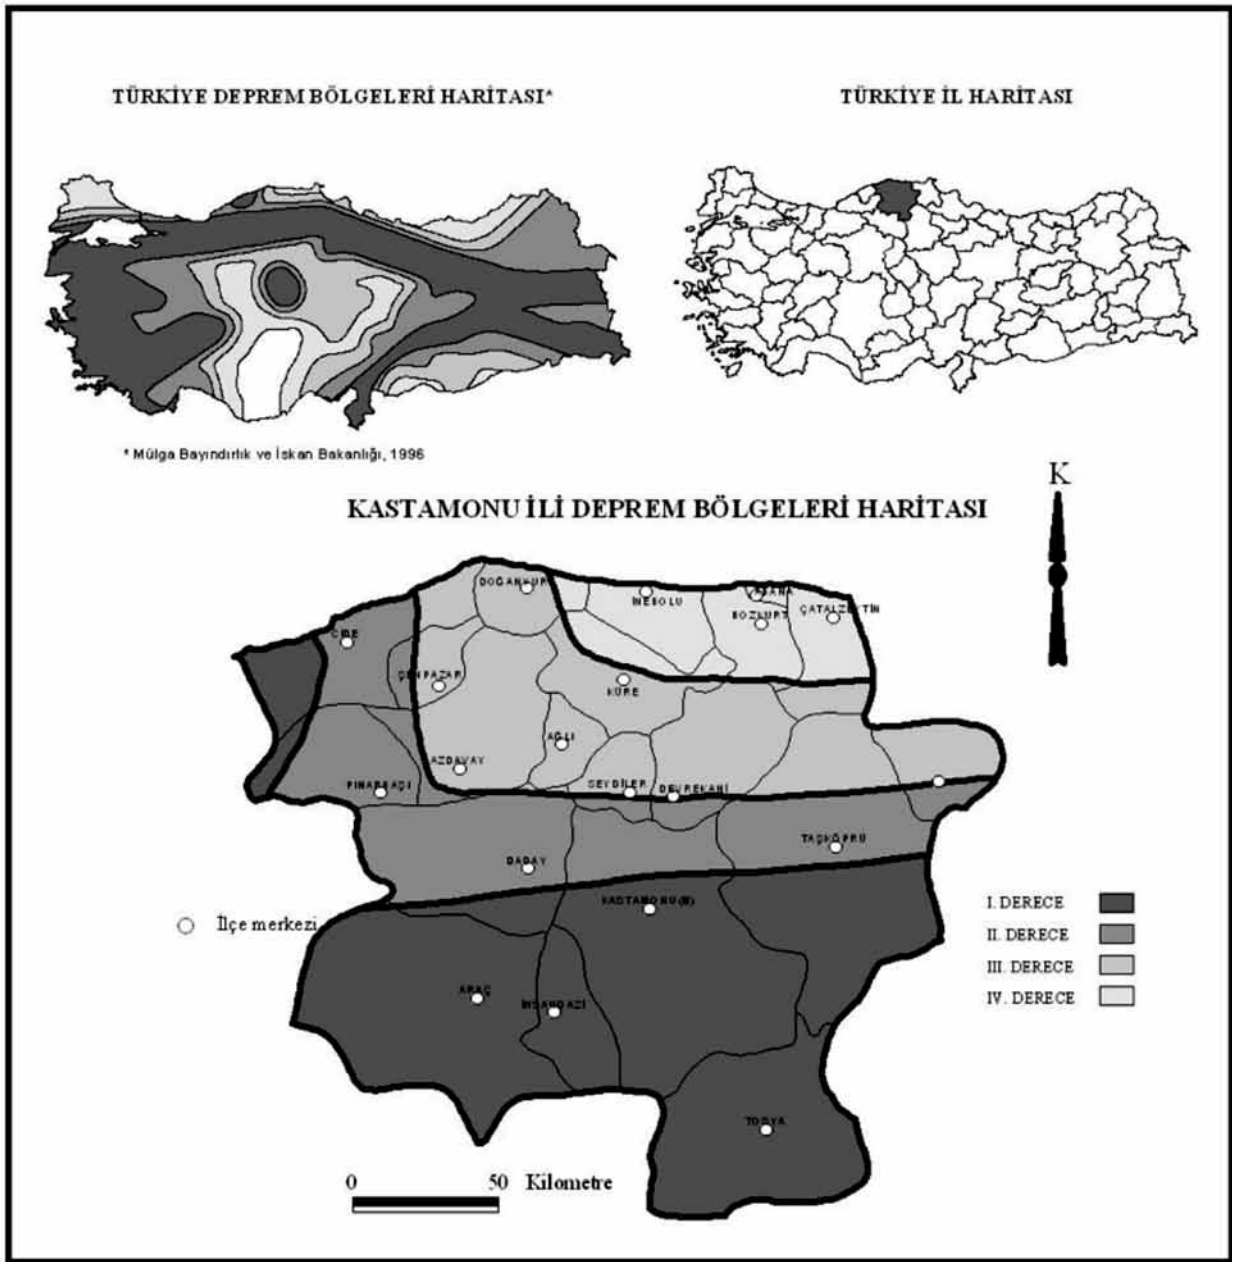 TÜRKİYE DEPREM BÖLGELERİ HARİTASI*
TÜRKİYE İL HARİTASI
* Mülga Bayındırlık ve İskan Bakanlığı, 1996
K
KASTAMONU İLİ DEPREM BÖLGELERİ HARİTASI
DOĞANYURT
İNEBOLU
ABANA
BOZKURT
ÇATALZEYTİN
CİDE
ŞENPAZAR
KÜRE
AĞLI
AZDAVAY
PINARBAŞI
SEYDİLER
DEVREKANİ
TAŞKÖPRÜ
DADAY
KASTAMONU(M)
İlçe merkezi
I. DERECE
II. DERECE
III. DERECE
IV. DERECE
ARAÇ
İHSANGAZİ
TOSYA
0 50 Kilometre